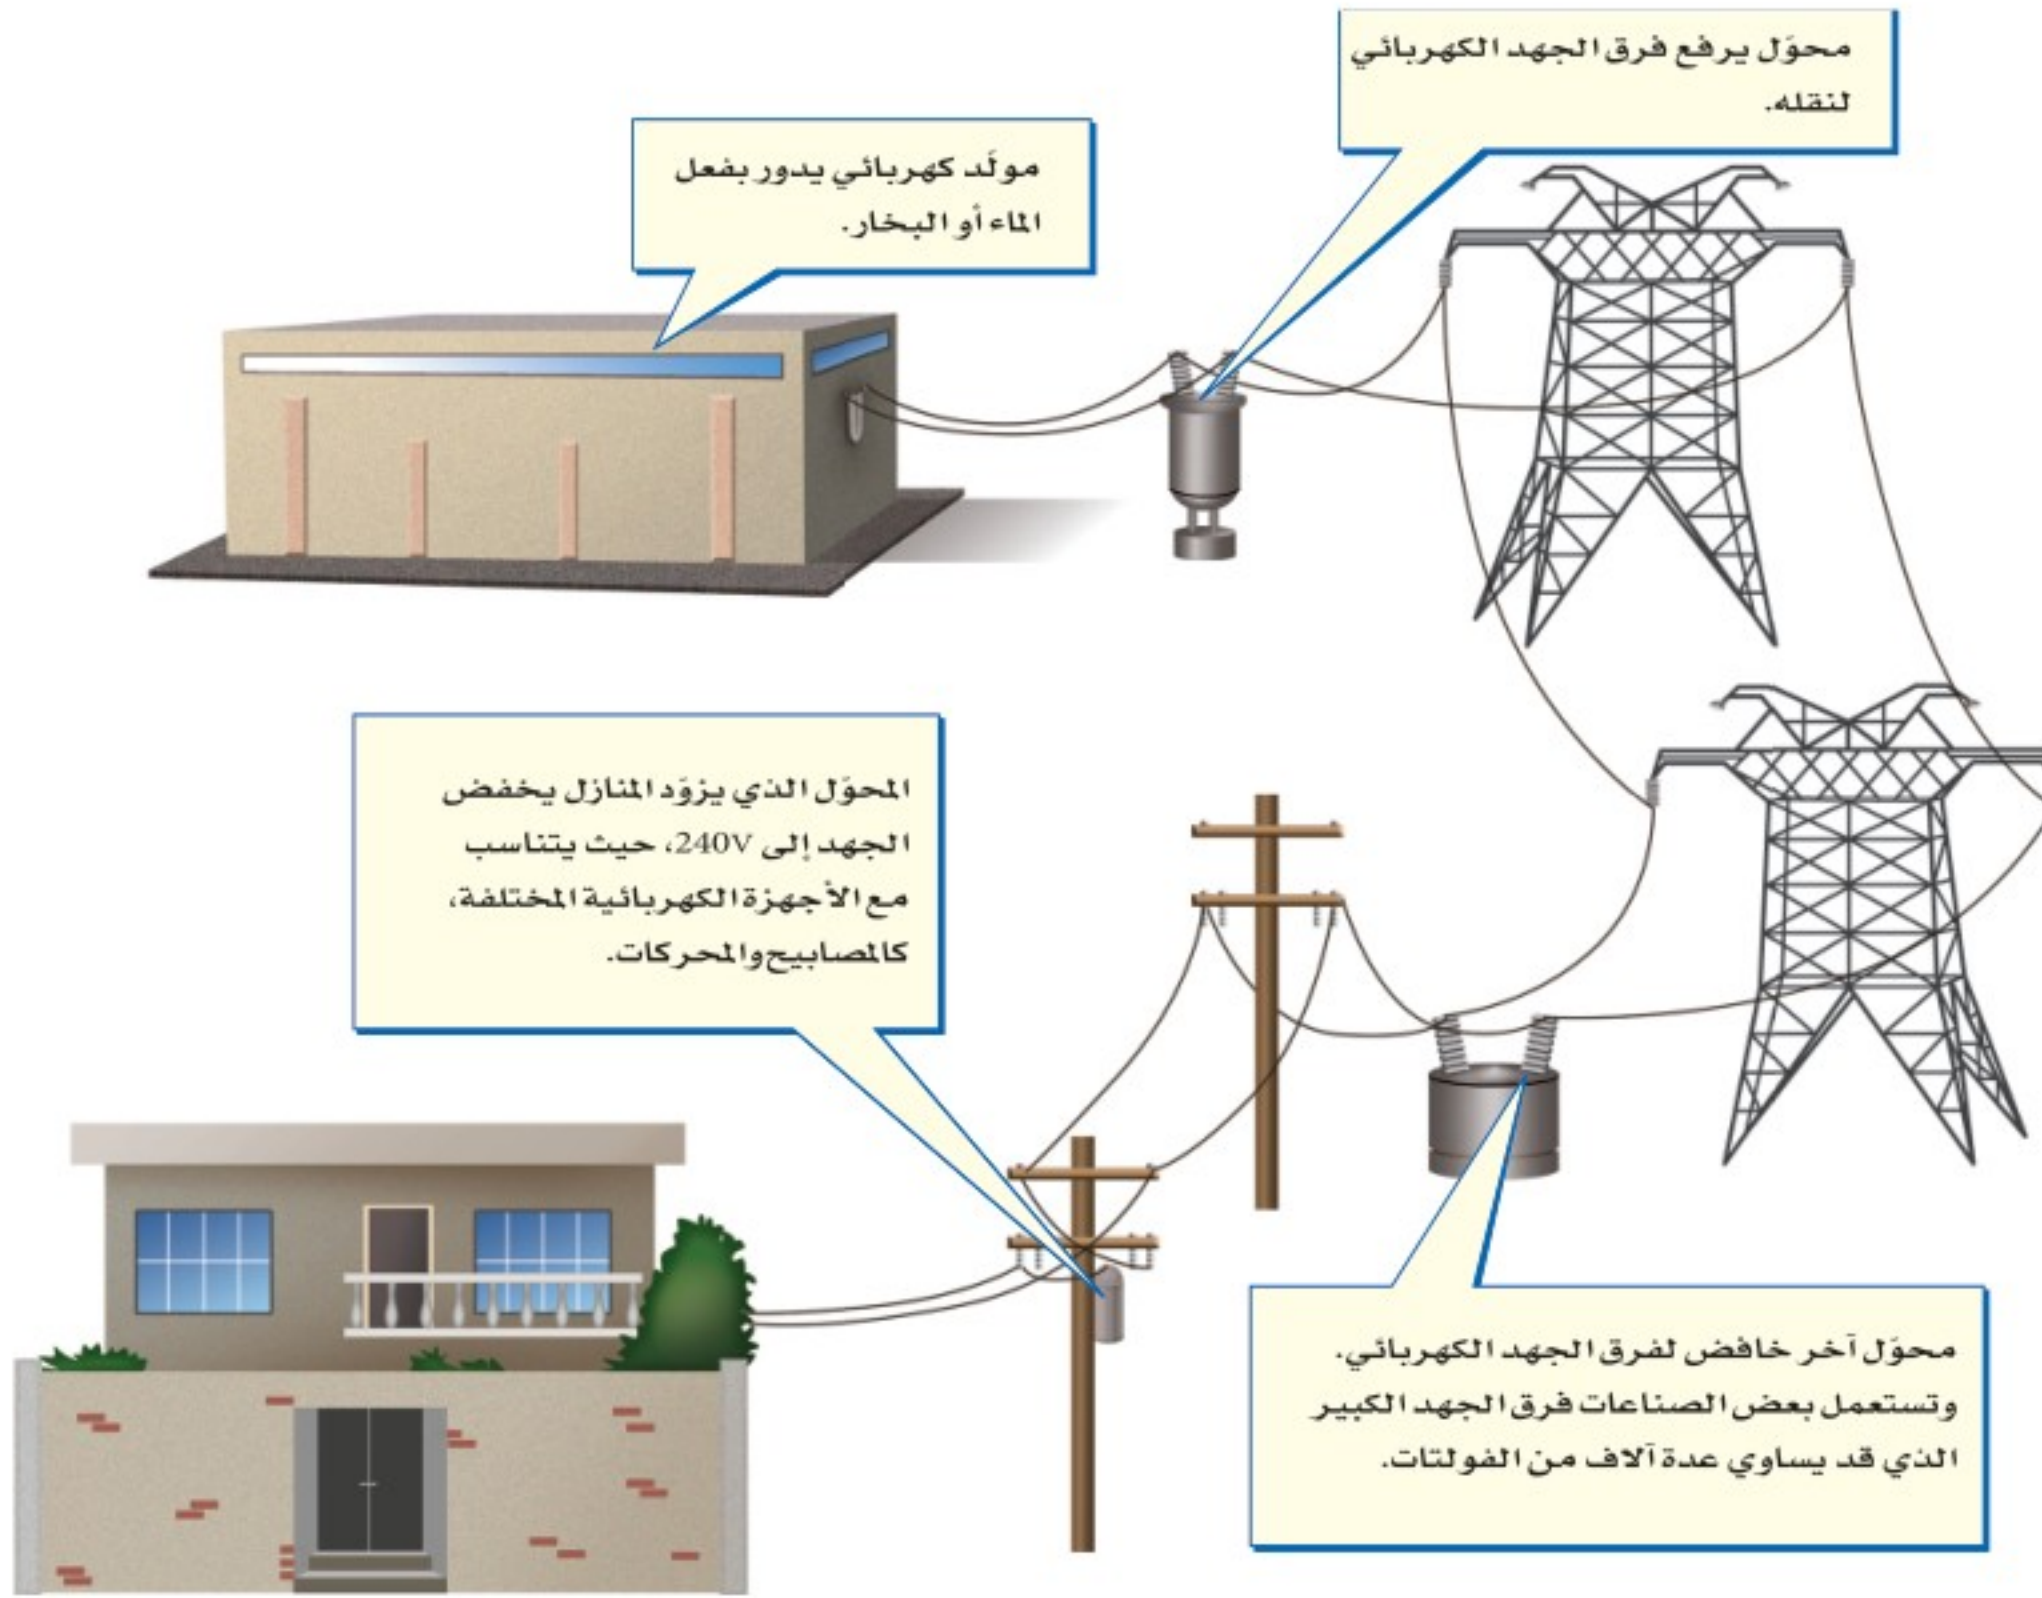 محوّل يرفع فرق الجهد الكهربائي
لنقله.
مولّد كهربائي يدور بفعل
الماء أو البخار.
المحوّل الذي يزوّد المنازل يخفض
الجهد إلى 240V، حيث يتناسب
مع الأجهزة الكهربائية المختلفة،
كالمصابيح والمحركات.
محوّل آخر خافض لفرق الجهد الكهربائي.
وتستعمل بعض الصناعات فرق الجهد الكبير
الذي قد يساوي عدة آلاف من الفولتات.